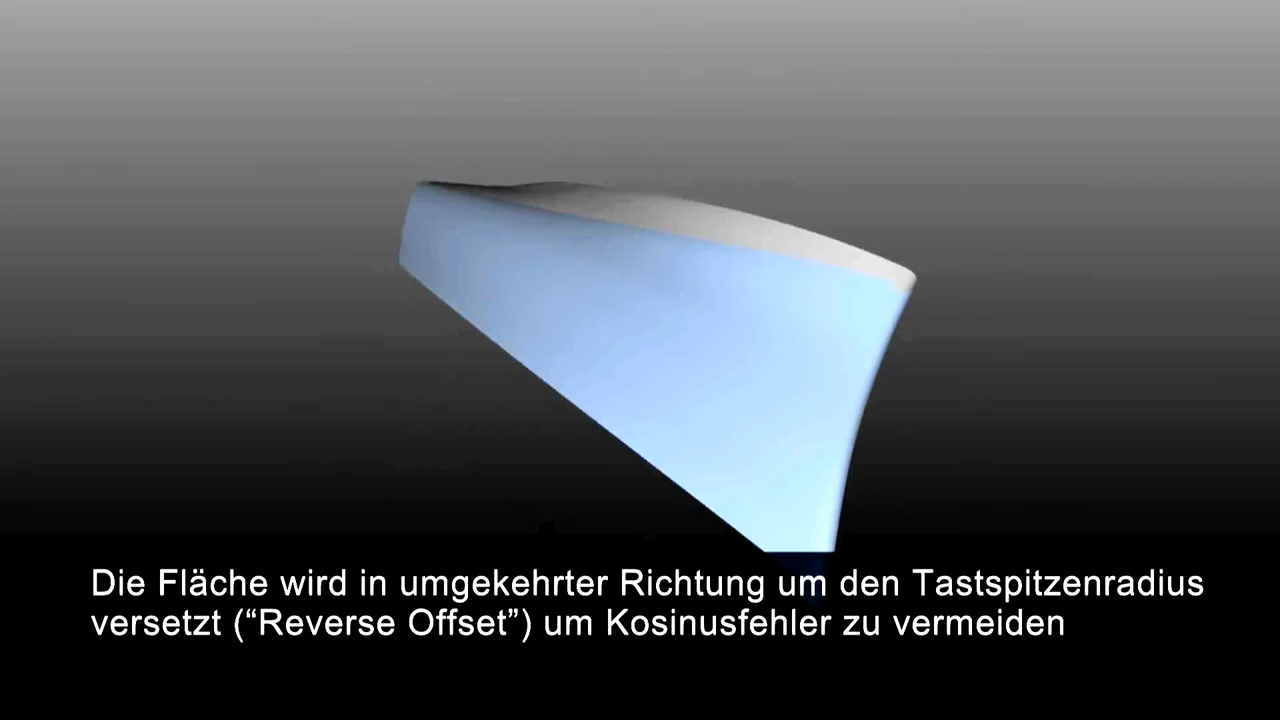 Die Fläche wird in umgekehrter Richtung um den Tastspitzenradius
versetzt (“Reverse Offset”) um Kosinusfehler zu vermeiden